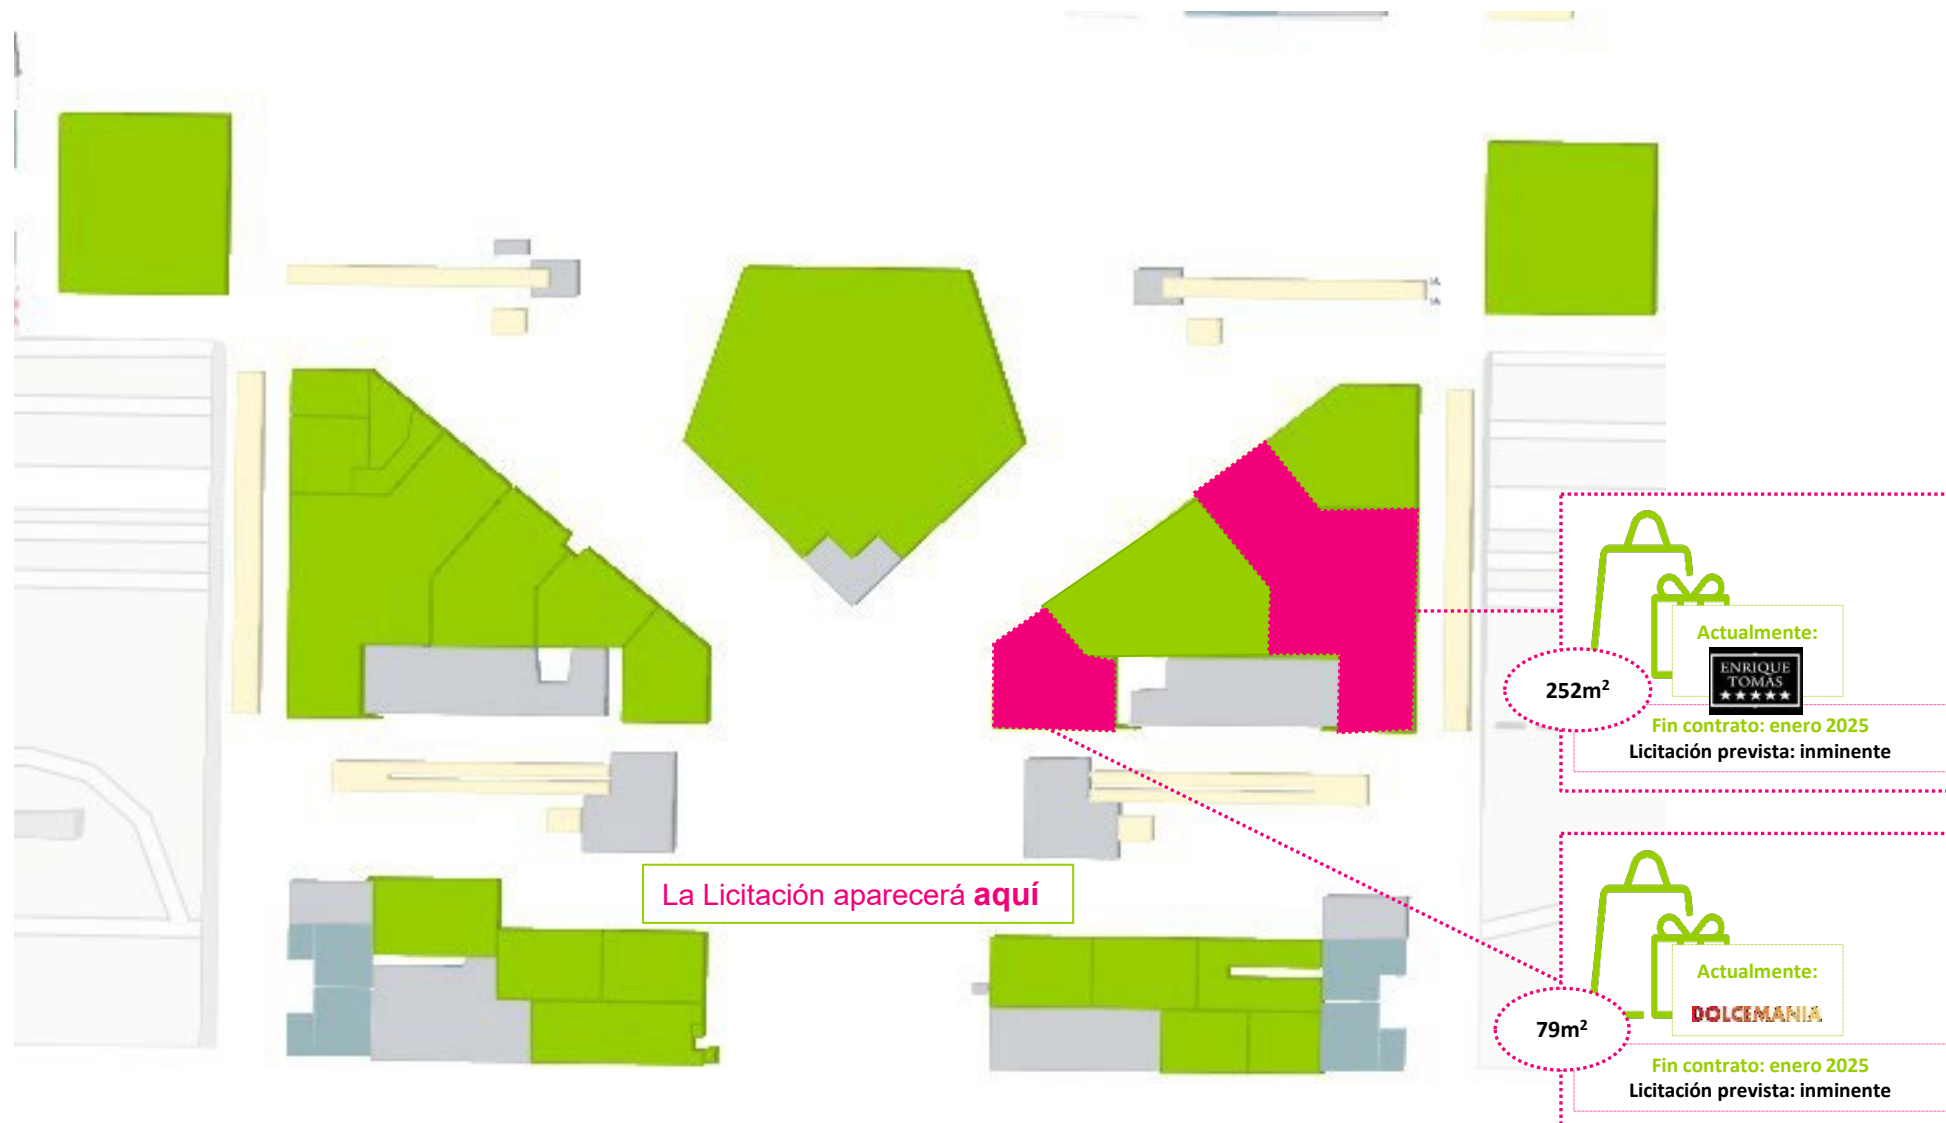 La Licitación aparecerá aquí
Actualmente:
ENRIQUE
TOMÁS
★★★★★
252m²
Fin contrato: enero 2025
Licitación prevista: inminente
Actualmente:
DOLCEMANIA
79m²
Fin contrato: enero 2025
Licitación prevista: inminente